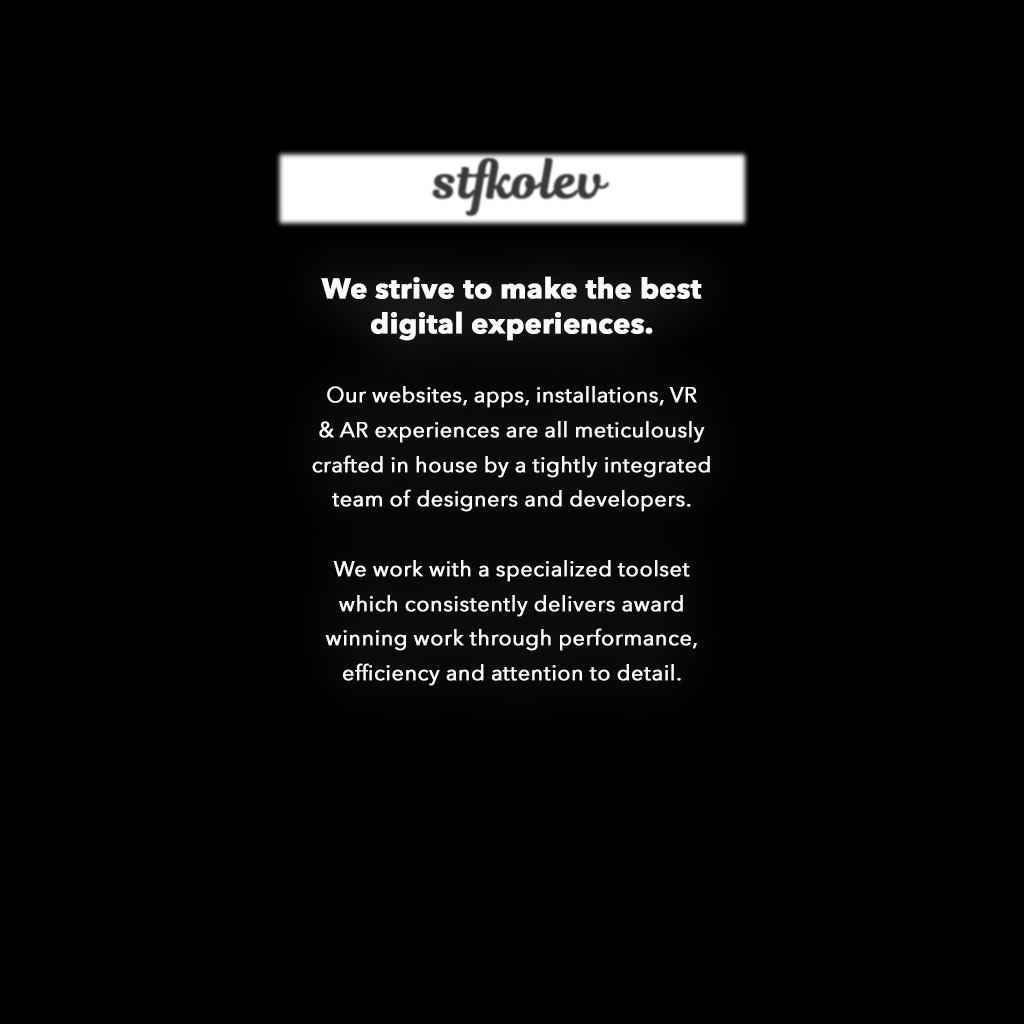 stfkolev
We strive to make the best
digital experiences.
Our websites, apps, installations, VR
& AR experiences are all meticulously
crafted in house by a tightly integrated
team of designers and developers.
We work with a specialized toolset
which consistently delivers award
winning work through performance,
efficiency and attention to detail.